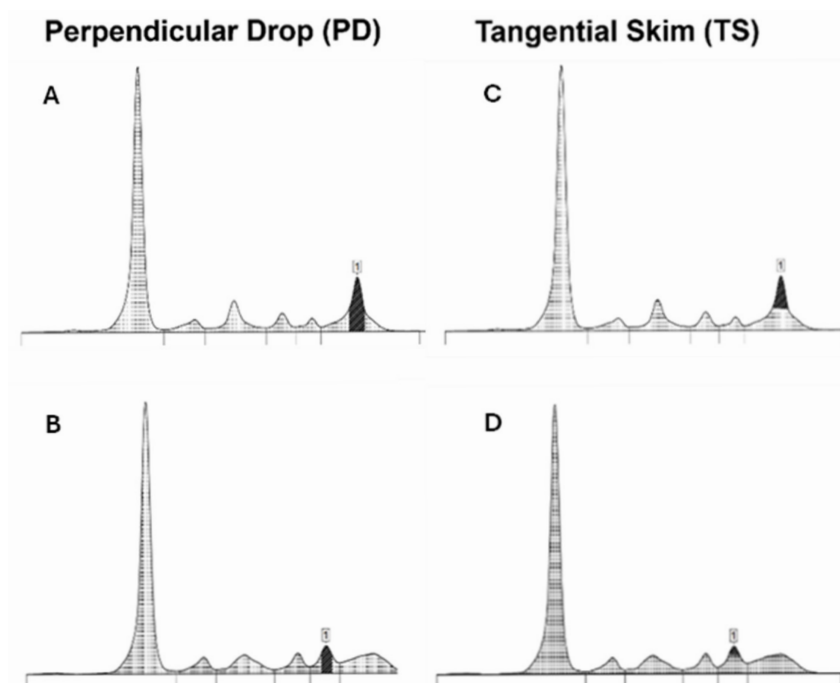 Perpendicular Drop (PD)
Tangential Skim (TS)
A
C
1
1
B
D
1
1